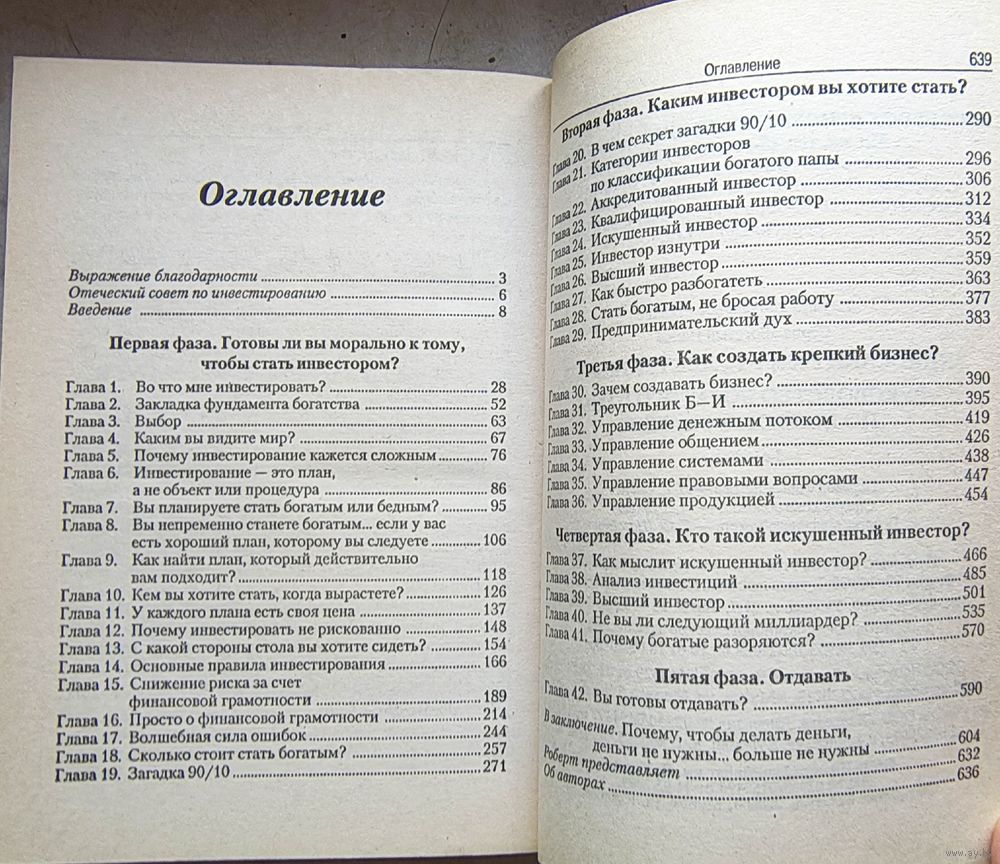 Оглавление
Выражение благодарности ... 3
Отеческий совет по инвестированию ... 6
Введение ... 8
Первая фаза. Готовы ли вы морально к тому,
чтобы стать инвестором?
Глава 1. Во что мне инвестировать? ... 28
Глава 2. Закладка фундамента богатства ... 52
Глава 3. Выбор ... 63
Глава 4. Каким вы видите мир? ... 67
Глава 5. Почему инвестирование кажется сложным ... 76
Глава 6. Инвестирование — это план,
а не объект или процедура ... 86
Глава 7. Вы планируете стать богатым или бедным? ... 95
Глава 8. Вы непременно станете богатым... если у вас
есть хороший план, которому вы следуете ... 106
Глава 9. Как найти план, который действительно
вам подходит? ... 118
Глава 10. Кем вы хотите стать, когда вырастете? ... 126
Глава 11. У каждого плана есть своя цена ... 137
Глава 12. Почему инвестировать не рискованно ... 148
Глава 13. С какой стороны стола вы хотите сидеть? ... 154
Глава 14. Основные правила инвестирования ... 166
Глава 15. Снижение риска за счет
финансовой грамотности ... 189
Глава 16. Просто о финансовой грамотности ... 214
Глава 17. Волшебная сила ошибок ... 244
Глава 18. Сколько стоит стать богатым? ... 257
Глава 19. Загадка 90/10 ... 271
Оглавление 639
Вторая фаза. Каким инвестором вы хотите стать?
Глава 20. В чем секрет загадки 90/10 ... 290
Глава 21. Категории инвесторов
по классификации богатого папы ... 296
Глава 22. Аккредитованный инвестор ... 306
Глава 23. Квалифицированный инвестор ... 312
Глава 24. Искушенный инвестор ... 334
Глава 25. Инвестор изнутри ... 352
Глава 26. Высший инвестор ... 359
Глава 27. Как быстро разбогатеть ... 363
Глава 28. Стать богатым, не бросая работу ... 377
Глава 29. Предпринимательский дух ... 383
Третья фаза. Как создать крепкий бизнес?
Глава 30. Зачем создавать бизнес? ... 390
Глава 31. Треугольник Б—И ... 395
Глава 32. Управление денежным потоком ... 419
Глава 33. Управление общением ... 426
Глава 34. Управление системами ... 438
Глава 35. Управление правовыми вопросами ... 447
Глава 36. Управление продукцией ... 454
Четвертая фаза. Кто такой искушенный инвестор?
Глава 37. Как мыслит искушенный инвестор? ... 466
Глава 38. Анализ инвестиций ... 485
Глава 39. Высший инвестор ... 501
Глава 40. Не вы ли следующий миллиардер? ... 535
Глава 41. Почему богатые разоряются? ... 570
Пятая фаза. Отдавать
Глава 42. Вы готовы отдавать? ... 590
В заключение. Почему, чтобы делать деньги,
деньги не нужны... больше не нужны ... 604
Роберт представляет ... 632
Об авторах ... 636